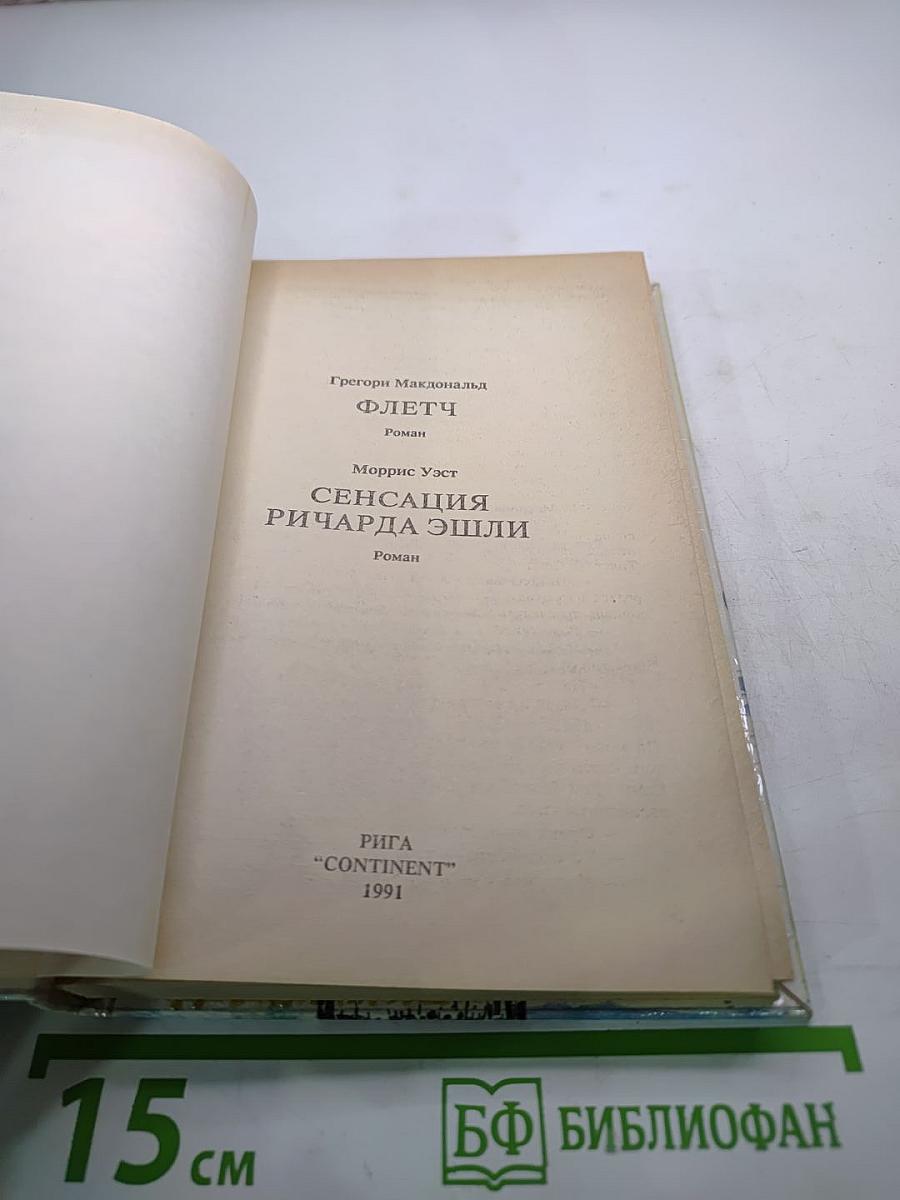 Грегори Макдональд
ФЛЕТЧ
Роман
Моррис Уэст
СЕНСАЦИЯ
РИЧАРДА ЭШЛИ
Роман
РИГА
“CONTINENT”
1991
15 см
БФ БИБЛИОФАН